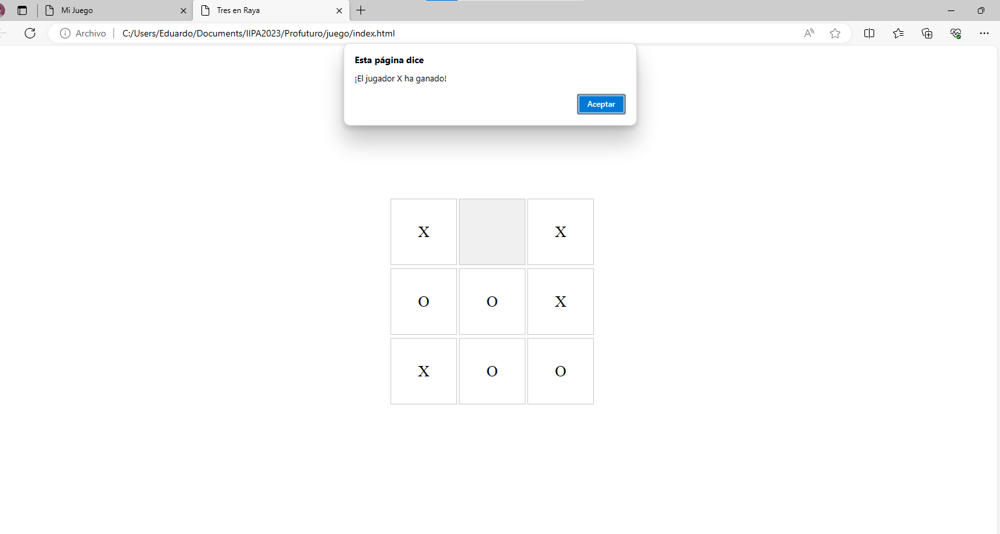 Mi Juego
Tres en Raya
Archivo
C:/Users/Eduardo/Documents/IIPA2023/Profuturo/juego/index.html
Esta página dice
¡El jugador X ha ganado!
Aceptar
X X
O O X
X O O